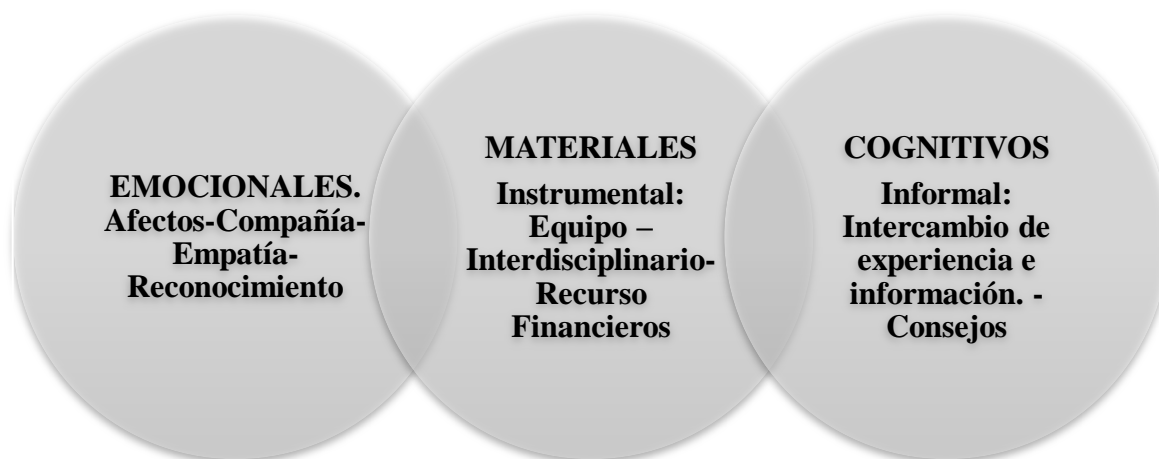 EMOCIONALES.
Afectos-Compañía-
Empatía-
Reconocimiento
MATERIALES
Instrumental:
Equipo –
Interdisciplinario-
Recurso
Financieros
COGNITIVOS
Informal:
Intercambio de
experiencia e
información. -
Consejos